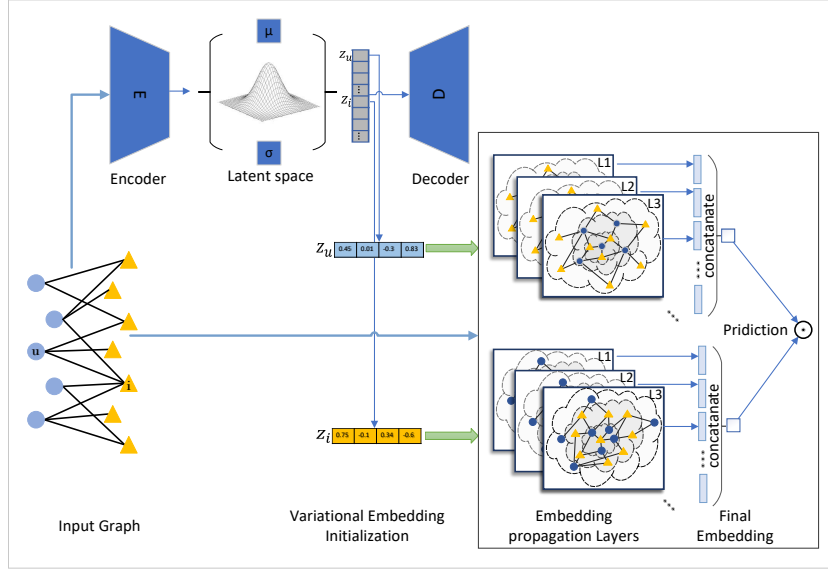 μ
E
σ
Encoder
Latent space
Z_u
Z_i
D
Decoder
Z_u
0.45 0.01 -0.3 0.83
Z_i
0.75 -0.1 0.34 -0.6
u
i
Input Graph
Variational Embedding
Initialization
L1
L2
L3
concatanate
L1
L2
L3
concatanate
Pridiction
Embedding
propagation Layers
Final
Embedding